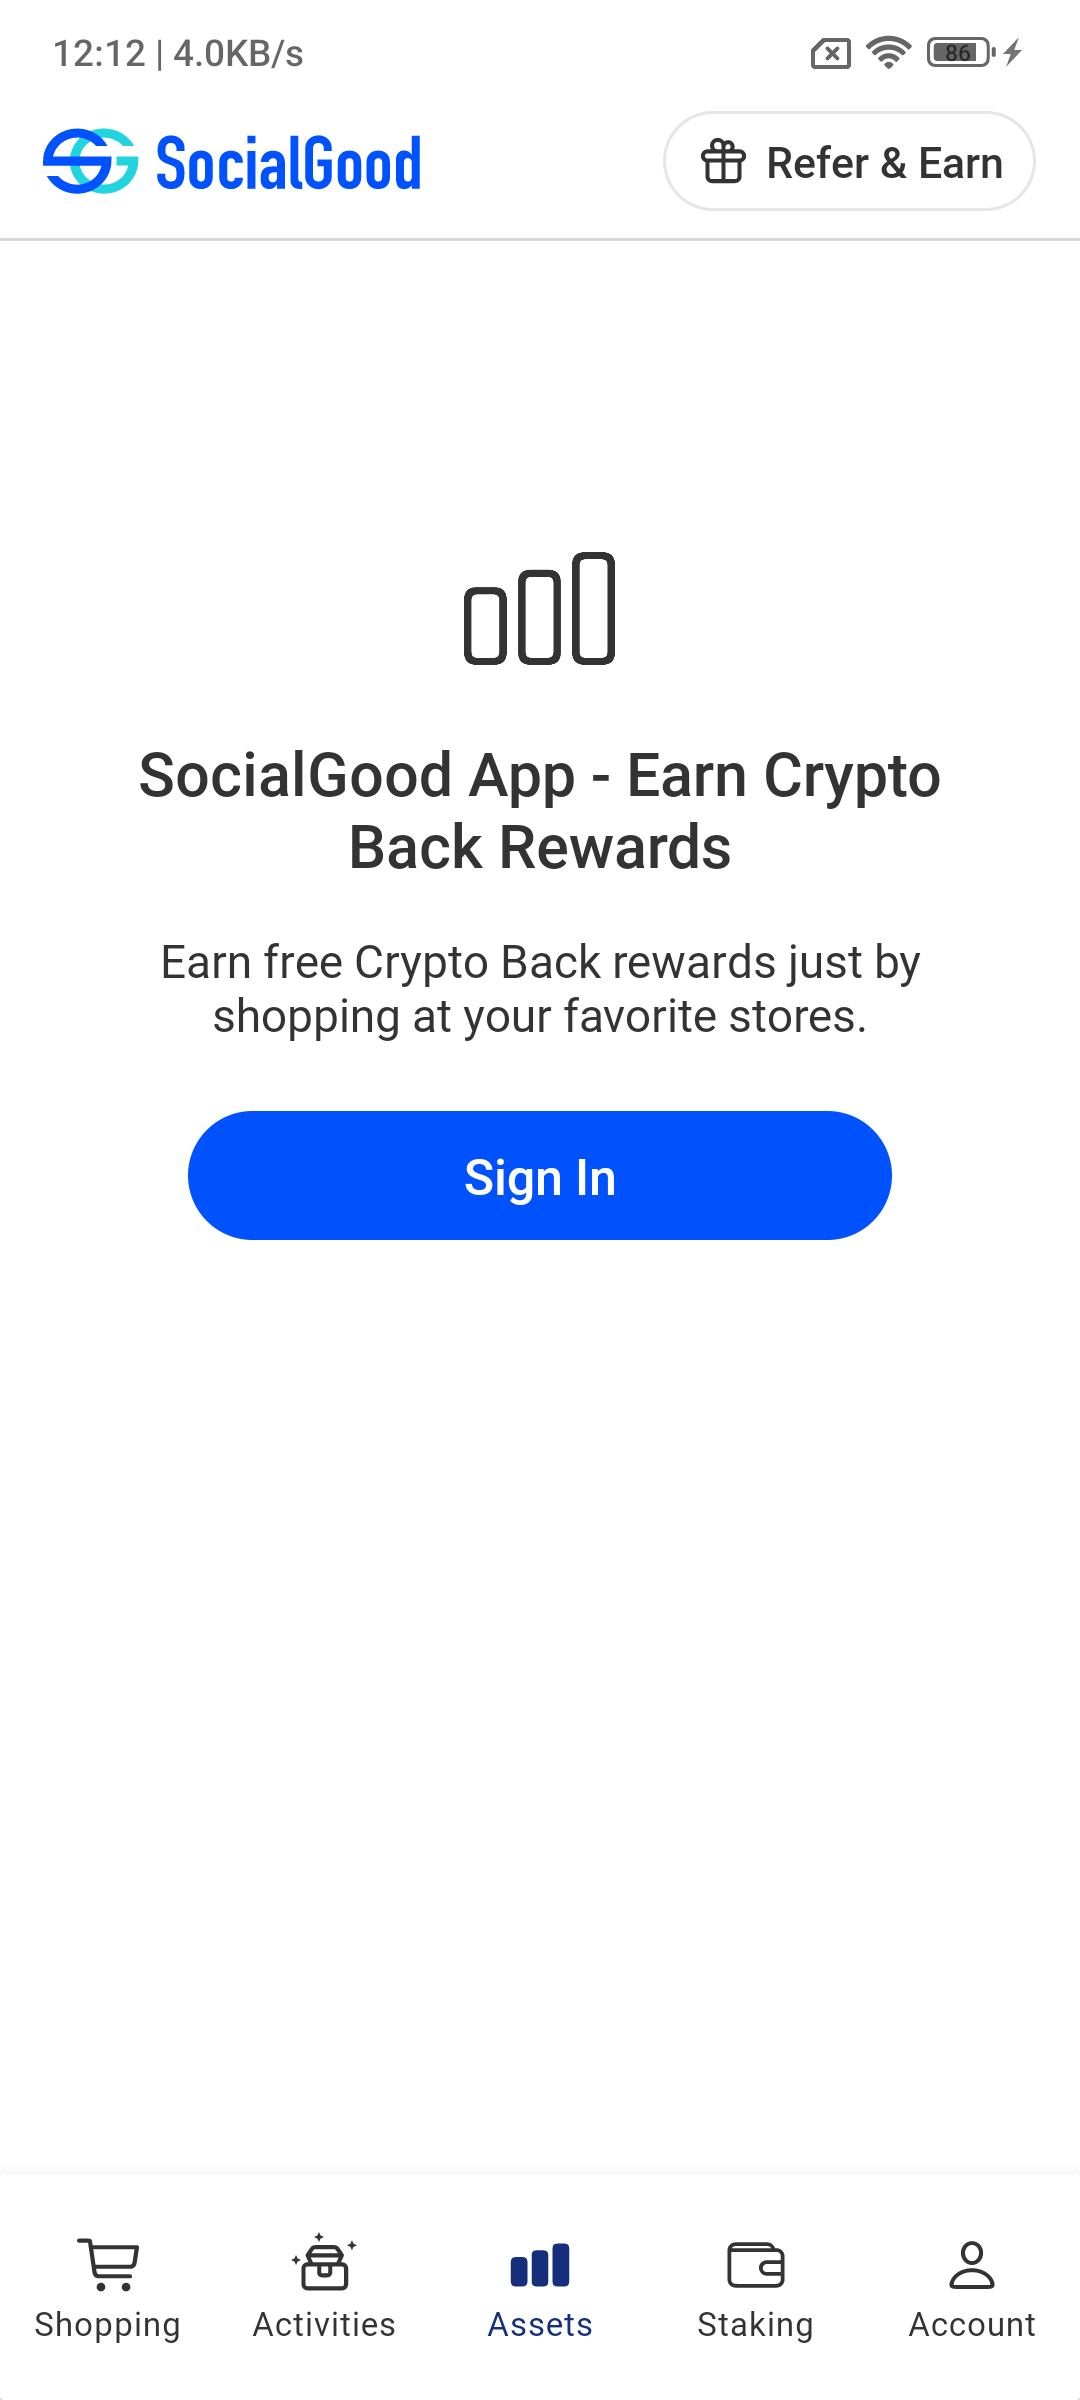 12:12 | 4.0KB/s
86
SocialGood
Refer & Earn
SocialGood App - Earn Crypto
Back Rewards
Earn free Crypto Back rewards just by
shopping at your favorite stores.
Sign In
Shopping
Activities
Assets
Staking
Account